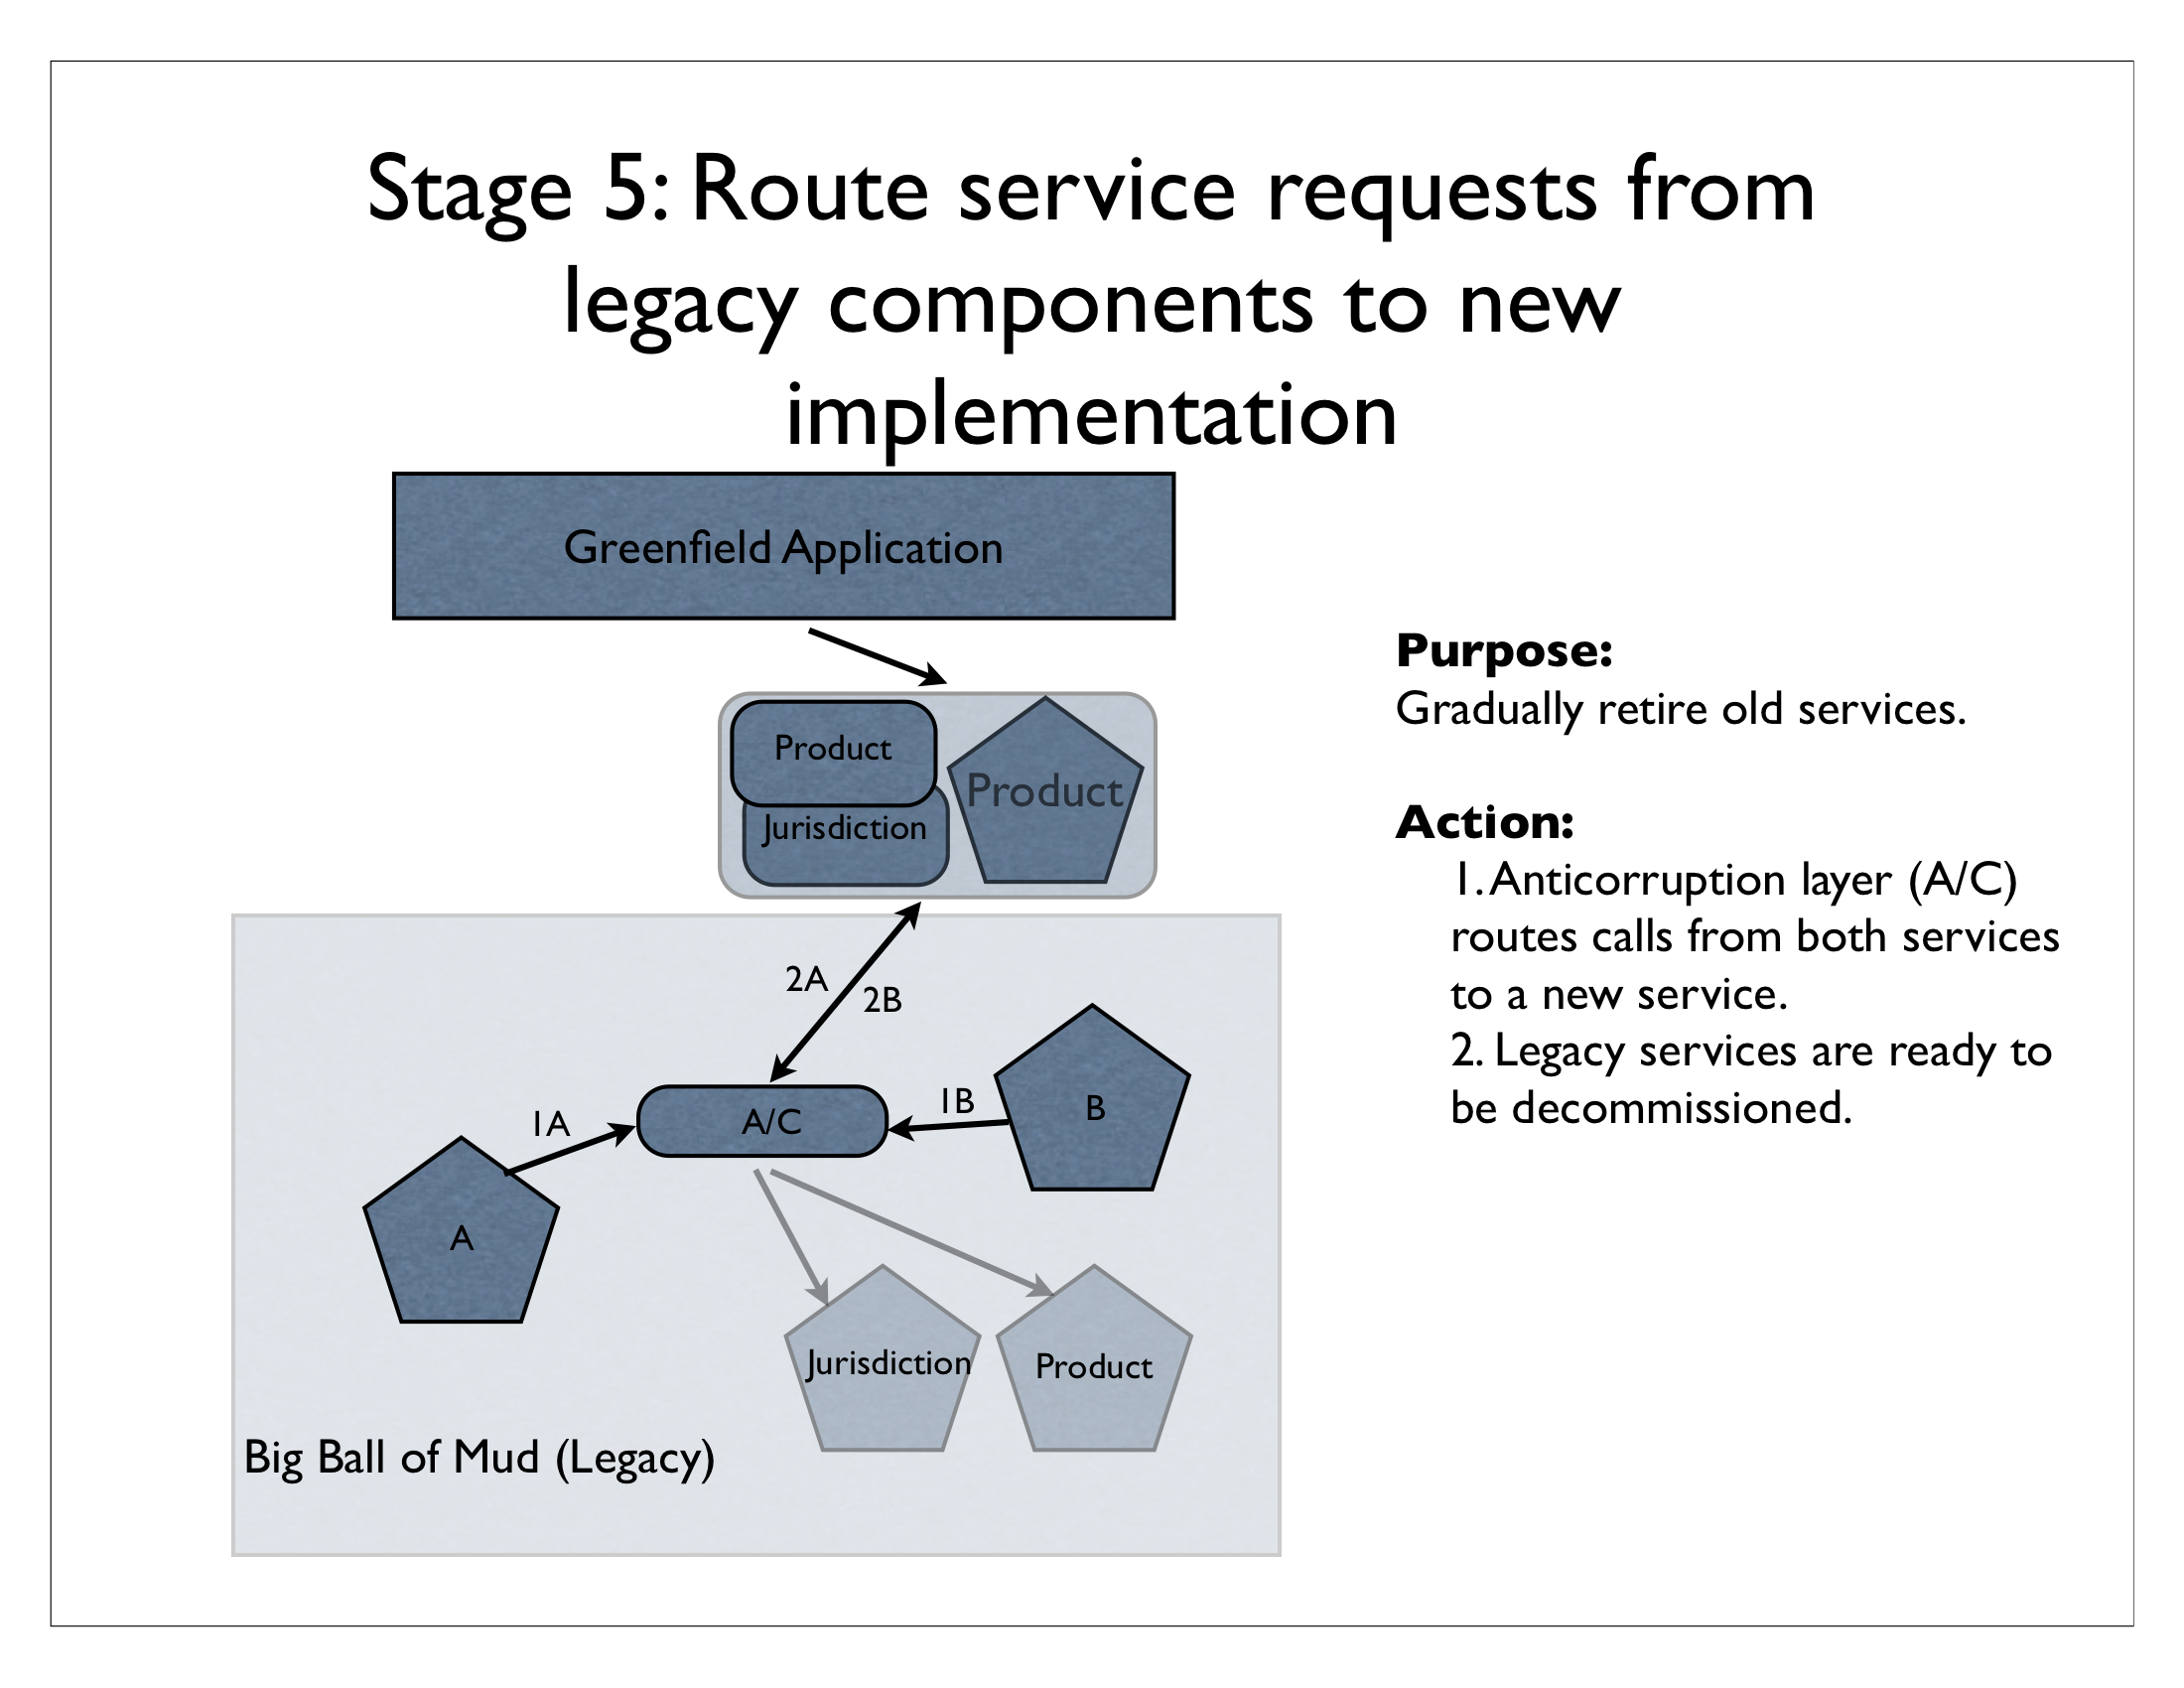 Stage 5: Route service requests from
legacy components to new
implementation
Greenfield Application
Product
Jurisdiction
Product
Purpose:
Gradually retire old services.
Action:
1. Anticorruption layer (A/C)
routes calls from both services
to a new service.
2. Legacy services are ready to
be decommissioned.
2A
2B
1A
A/C
1B
B
A
Jurisdiction
Product
Big Ball of Mud (Legacy)